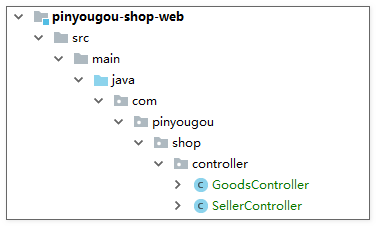 pinyougou-shop-web
src
main
java
com
pinyougou
shop
controller
C GoodsController
C SellerController